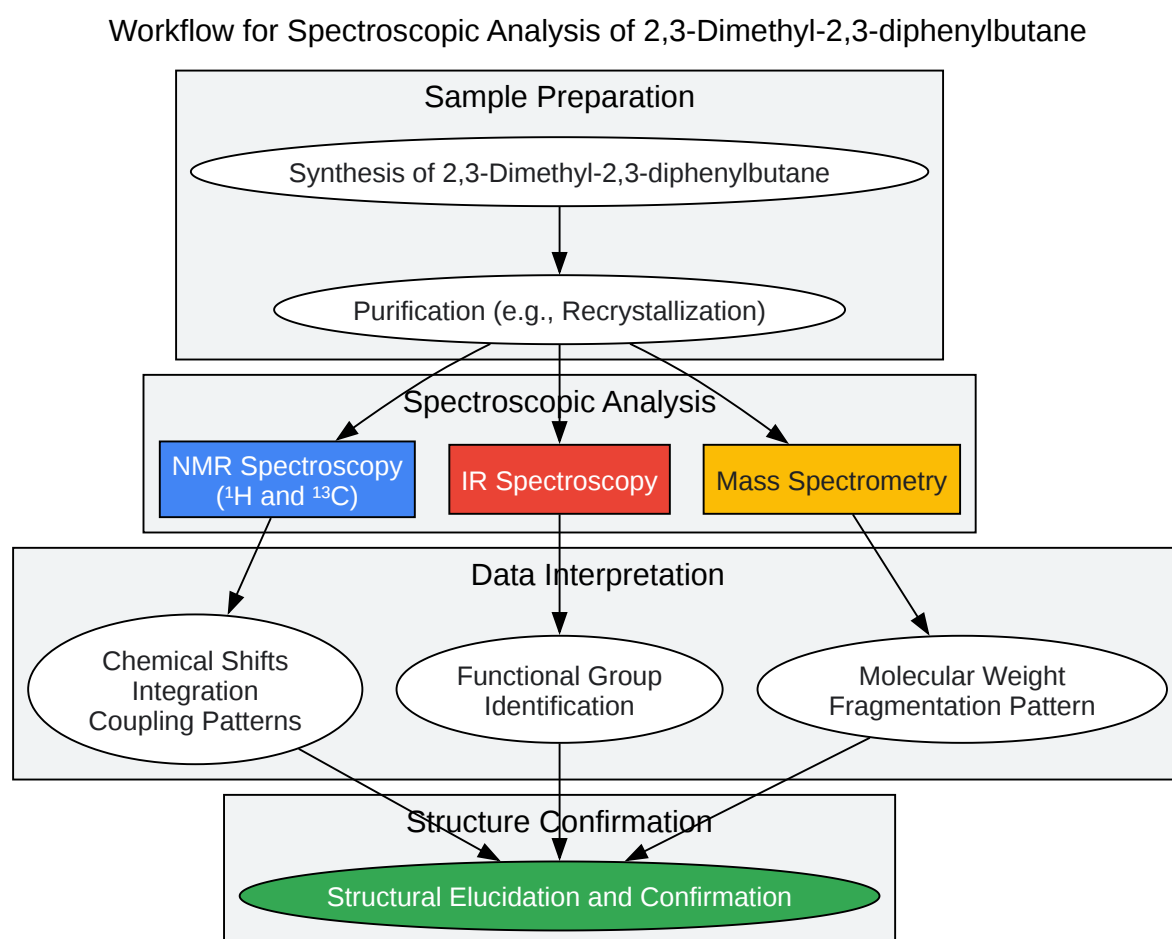 Workflow for Spectroscopic Analysis of 2,3-Dimethyl-2,3-diphenylbutane
Sample Preparation
Synthesis of 2,3-Dimethyl-2,3-diphenylbutane
Purification (e.g., Recrystallization)
Spectroscopic Analysis
NMR Spectroscopy
(¹H and ¹³C)
IR Spectroscopy
Mass Spectrometry
Data Interpretation
Chemical Shifts
Integration
Coupling Patterns
Functional Group
Identification
Molecular Weight
Fragmentation Pattern
Structure Confirmation
Structural Elucidation and Confirmation